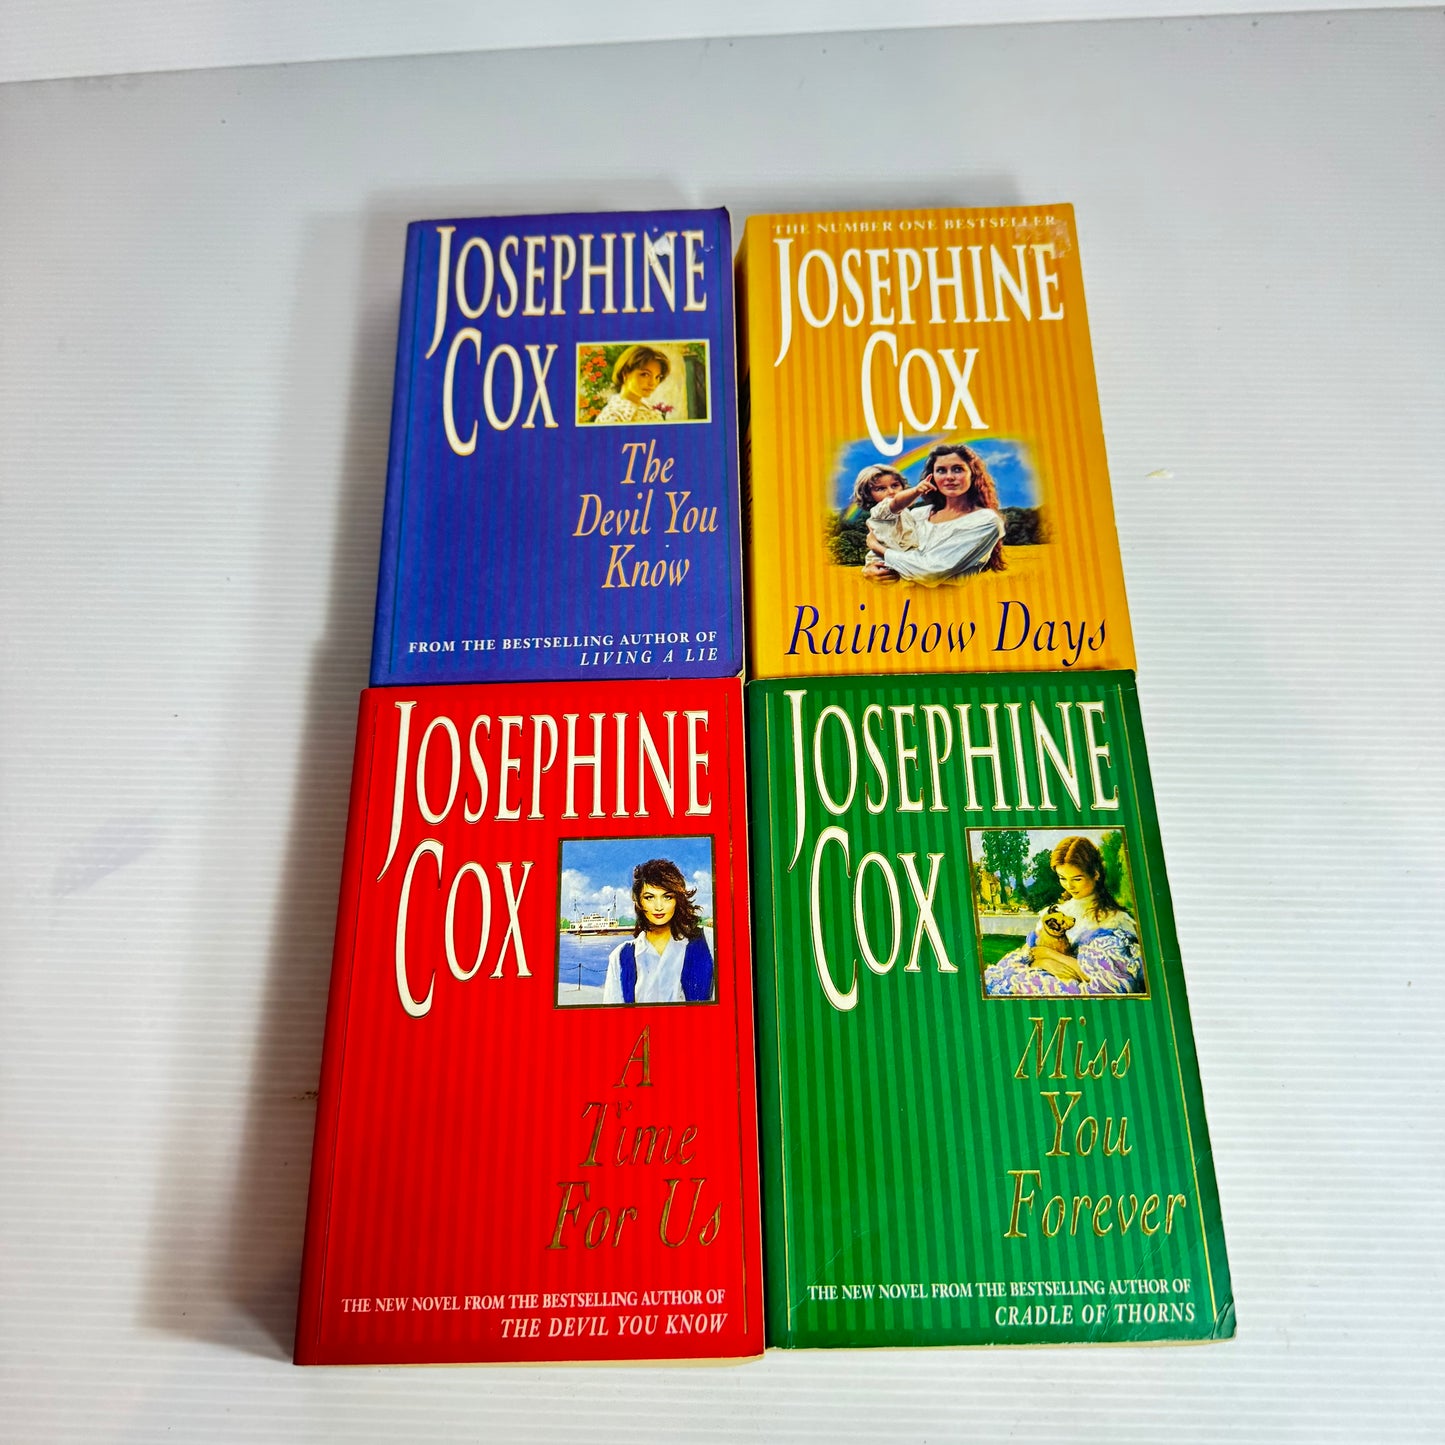 JOSEPHINE
COX
The
Devil You
Know
FROM THE BESTSELLING AUTHOR OF
LIVING A LIE
THE NUMBER ONE BESTSELLER
JOSEPHINE
COX
Rainbow Days
JOSEPHINE
COX
A
Time
For Us
THE NEW NOVEL FROM THE BESTSELLING AUTHOR OF
THE DEVIL YOU KNOW
JOSEPHINE
COX
Miss
You
Forever
THE NEW NOVEL FROM THE BESTSELLING AUTHOR OF
CRADLE OF THORNS